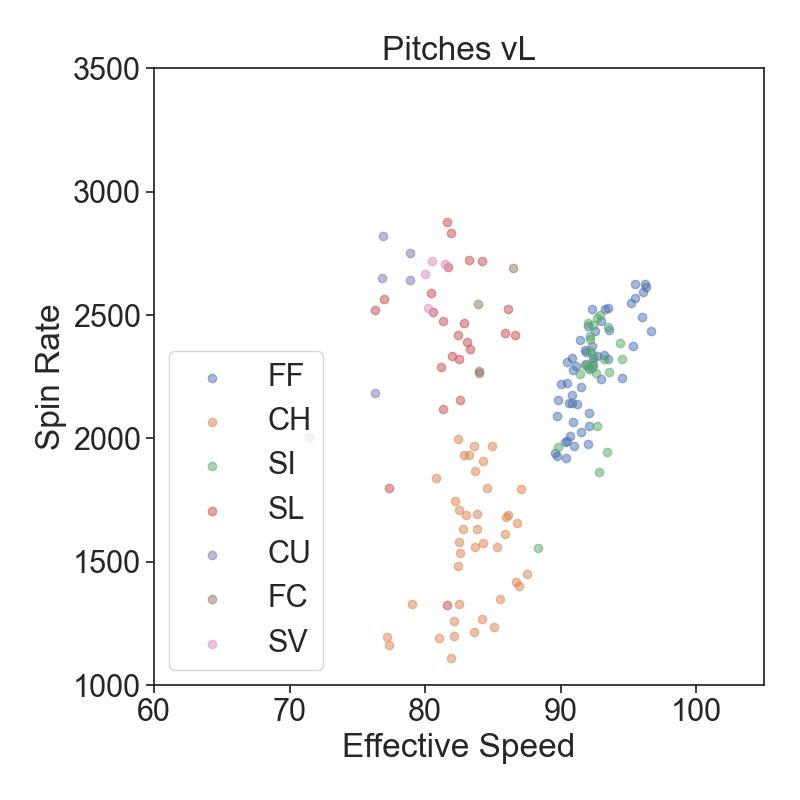 Pitches vL
3500
3000
2500
2000
1500
1000
Spin Rate
FF
CH
SI
SL
CU
FC
SV
60 70 80 90 100
Effective Speed